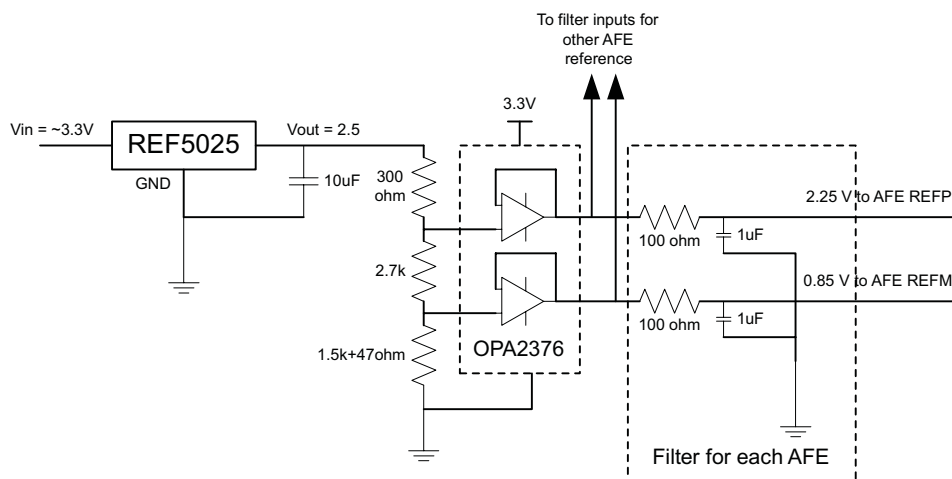 To filter inputs for
other AFE
reference
3.3V
Vin = ~3.3V
REF5025
Vout = 2.5
GND
10uF
300
ohm
2.25 V to AFE REFP
100 ohm
1uF
2.7k
0.85 V to AFE REFM
100 ohm
1uF
1.5k+47ohm
OPA2376
Filter for each AFE